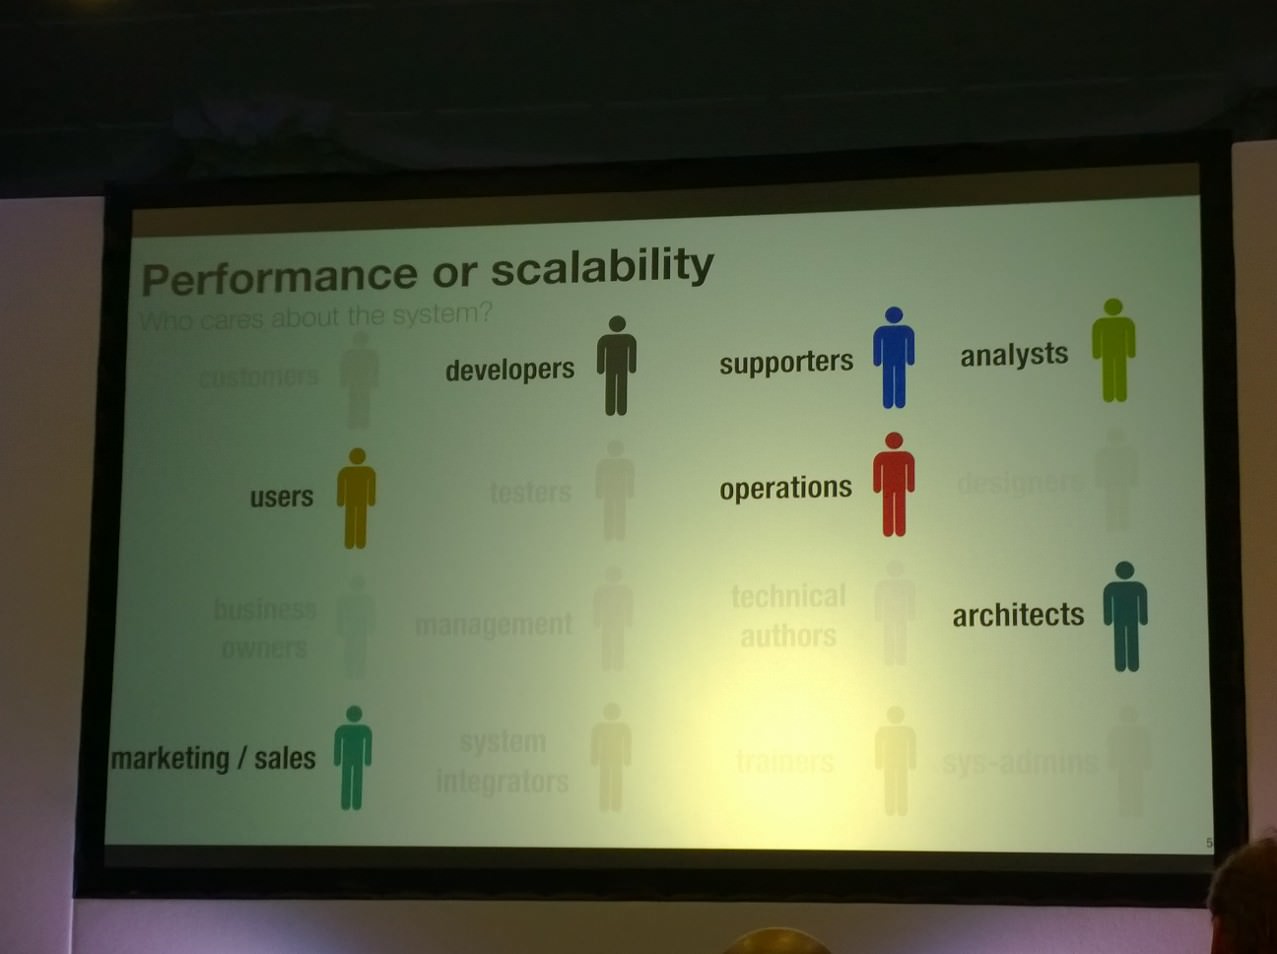 Performance or scalability
Who cares about the system?
customers
developers
supporters
analysts
users
testers
operations
designers
business
owners
management
technical
authors
architects
marketing / sales
system
integrators
trainers
sys-admins
5